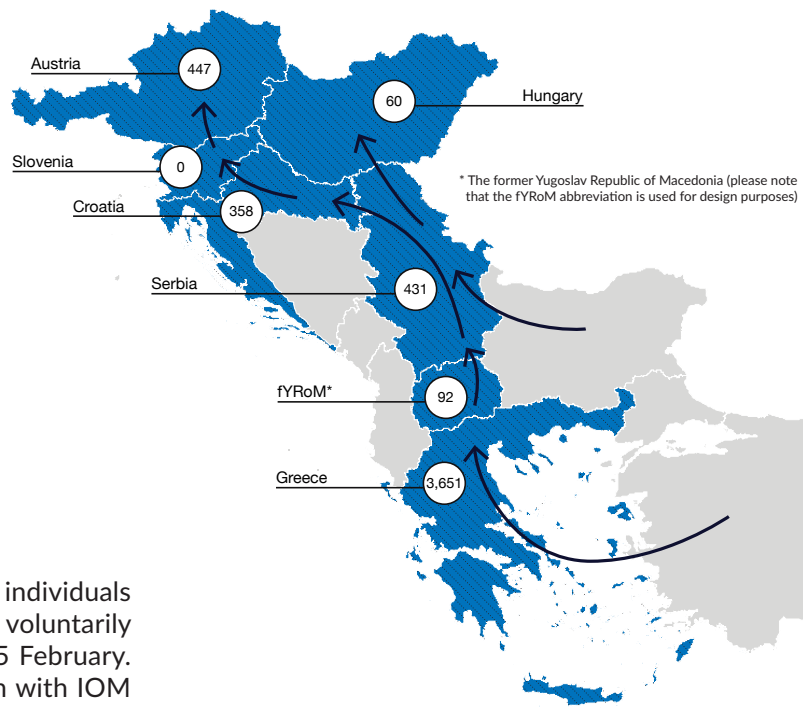 Austria
447
60
Hungary
Slovenia
0
* The former Yugoslav Republic of Macedonia (please note
that the fYRoM abbreviation is used for design purposes)
Croatia
358
Serbia
431
fYRoM*
92
Greece
3,651
individuals
voluntarily
5 February.
with IOM